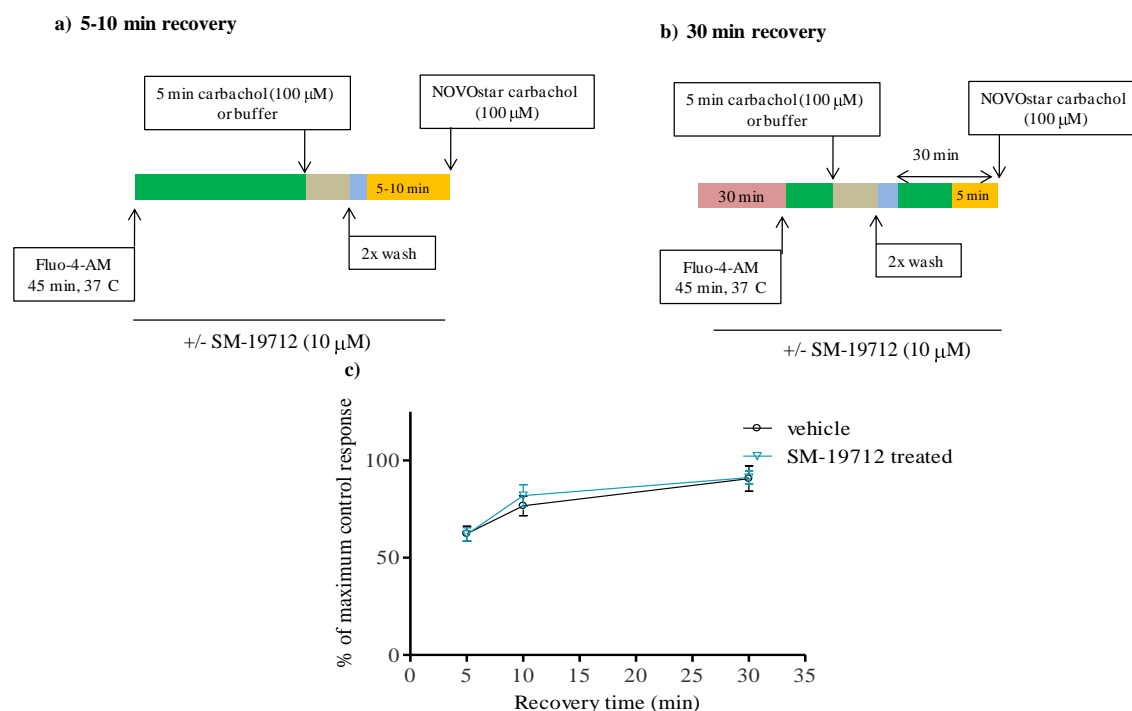 a) 5-10 min recovery
5 min carbachol (100 μM)
or buffer
NOVOstar carbachol
(100 μM)
5-10 min
Fluo-4-AM
45 min, 37 C
2x wash
+/- SM-19712 (10 μM)
b) 30 min recovery
5 min carbachol (100 μM)
or buffer
NOVOstar carbachol
(100 μM)
30 min
30 min
5 min
Fluo-4-AM
45 min, 37 C
2x wash
+/- SM-19712 (10 μM)
c)
vehicle
SM-19712 treated
% of maximum control response
100
50
0
0 5 10 15 20 25 30 35
Recovery time (min)